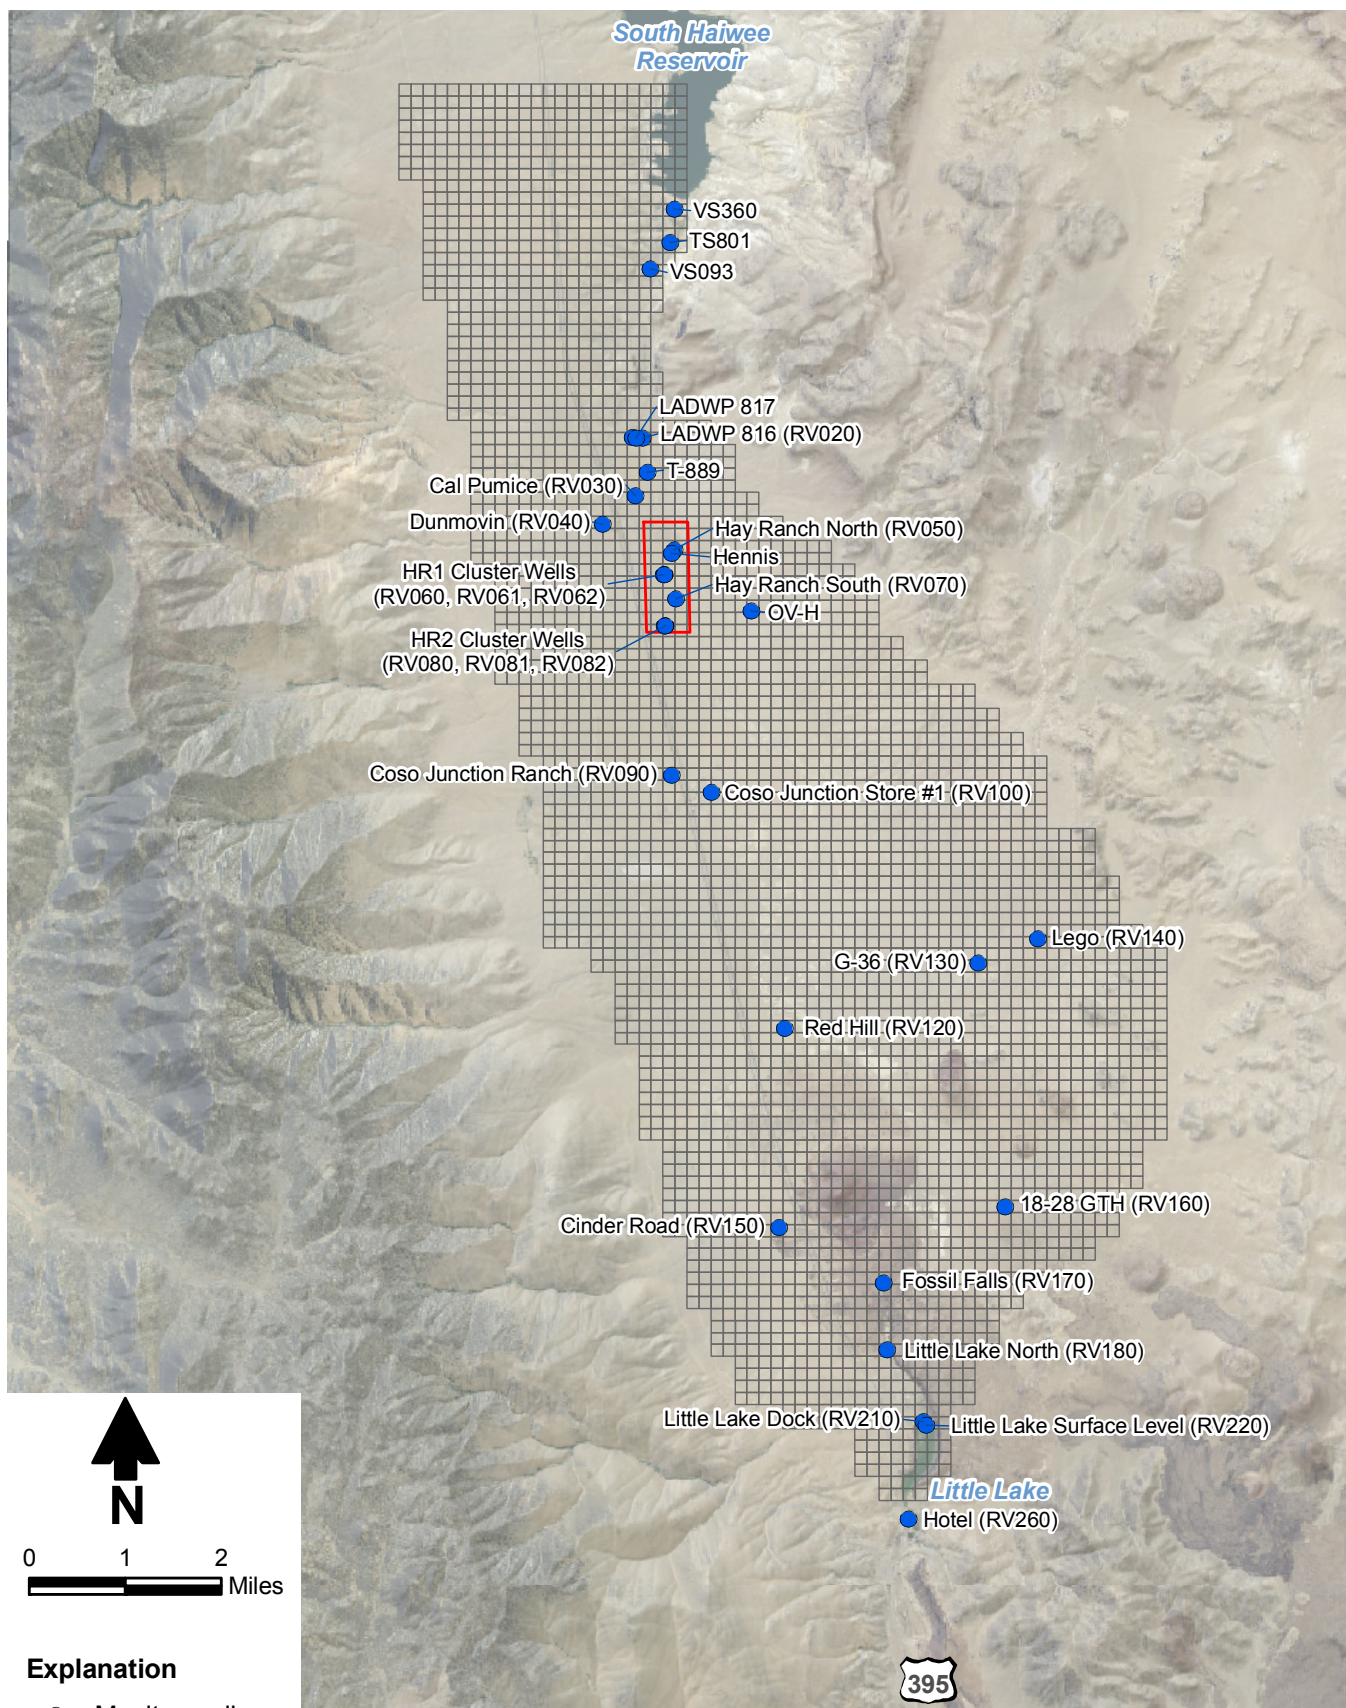 South Haiwee
Reservoir
VS360
TS801
VS093
LADWP 817
LADWP 816 (RV020)
T-889
Cal Pumice (RV030)
Dunmovin (RV040)
Hay Ranch North (RV050)
Hennis
HR1 Cluster Wells
(RV060, RV061, RV062)
Hay Ranch South (RV070)
OV-H
HR2 Cluster Wells
(RV080, RV081, RV082)
Coso Junction Ranch (RV090)
Coso Junction Store #1 (RV100)
Lego (RV140)
G-36 (RV130)
Red Hill (RV120)
18-28 GTH (RV160)
Cinder Road (RV150)
Fossil Falls (RV170)
Little Lake North (RV180)
Little Lake Dock (RV210)
Little Lake Surface Level (RV220)
Little Lake
Hotel (RV260)
N
0 1 2
Miles
Explanation
395